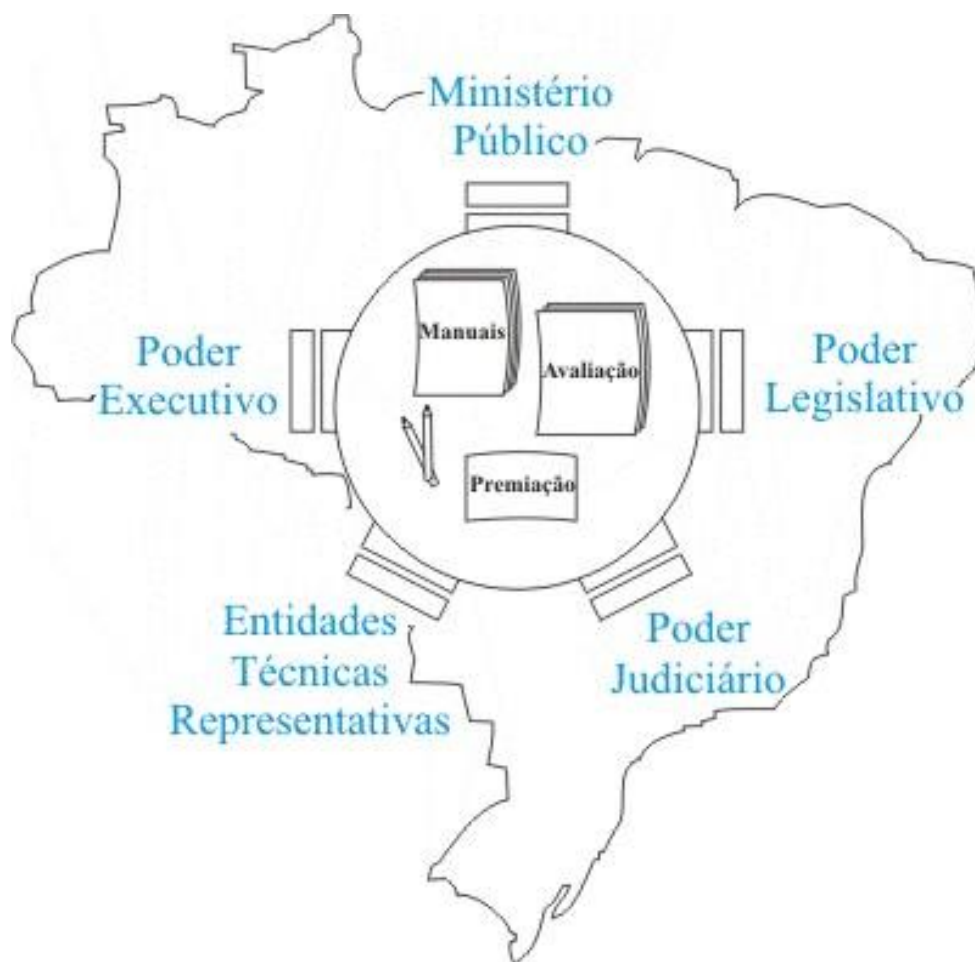 Ministério
Público
Manuais
Avaliação
Poder
Executivo
Poder
Legislativo
Premiação
Entidades
Técnicas
Representativas
Poder
Judiciário